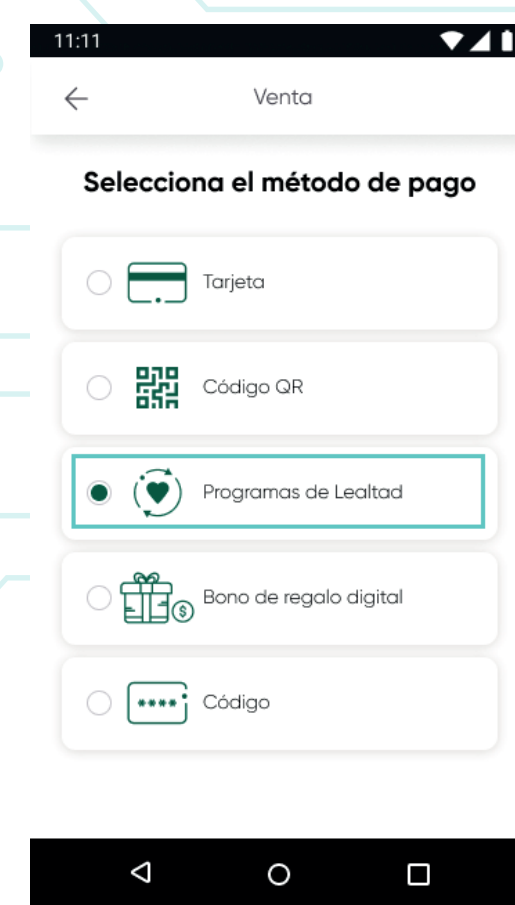 11:11
Venta
Selecciona el método de pago
Tarjeta
Código QR
Programas de Lealtad
$
Bono de regalo digital
****
Código